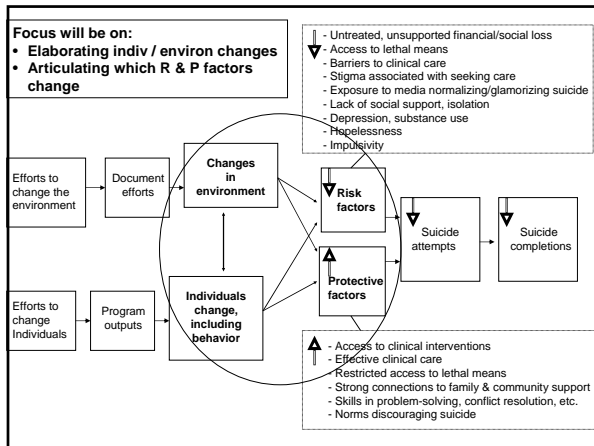 Focus will be on:
• Elaborating indiv / environ changes
• Articulating which R & P factors
change
- Untreated, unsupported financial/social loss
- Access to lethal means
- Barriers to clinical care
- Stigma associated with seeking care
- Exposure to media normalizing/glamorizing suicide
- Lack of social support, isolation
- Depression, substance use
- Hopelessness
- Impulsivity
Efforts to
change the
environment
Document
efforts
Changes
in
environment
Risk
factors
Suicide
attempts
Suicide
completions
Protective
factors
Efforts to
change
Individuals
Program
outputs
Individuals
change,
including
behavior
- Access to clinical interventions
- Effective clinical care
- Restricted access to lethal means
- Strong connections to family & community support
- Skills in problem-solving, conflict resolution, etc.
- Norms discouraging suicide